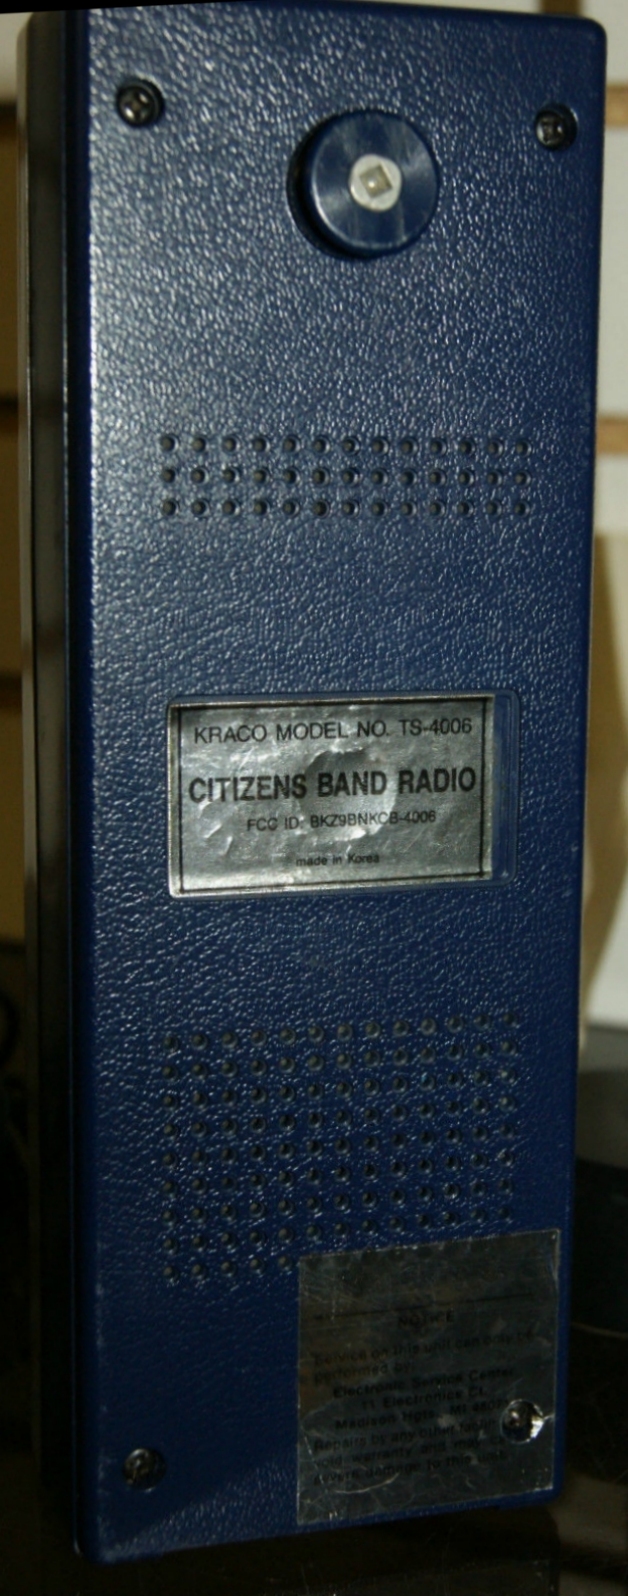 KRACO MODEL NO. TS-4006
CITIZENS BAND RADIO
FCC ID: BKZ9BNKCB-4006
made in Korea
NOTICE
Service on this unit can only be
performed by:
Electronic Service Center
11 Electronics Ct.
Madison Hgts., MI
Repairs by any other
void warranty and may
severe damage to this unit.